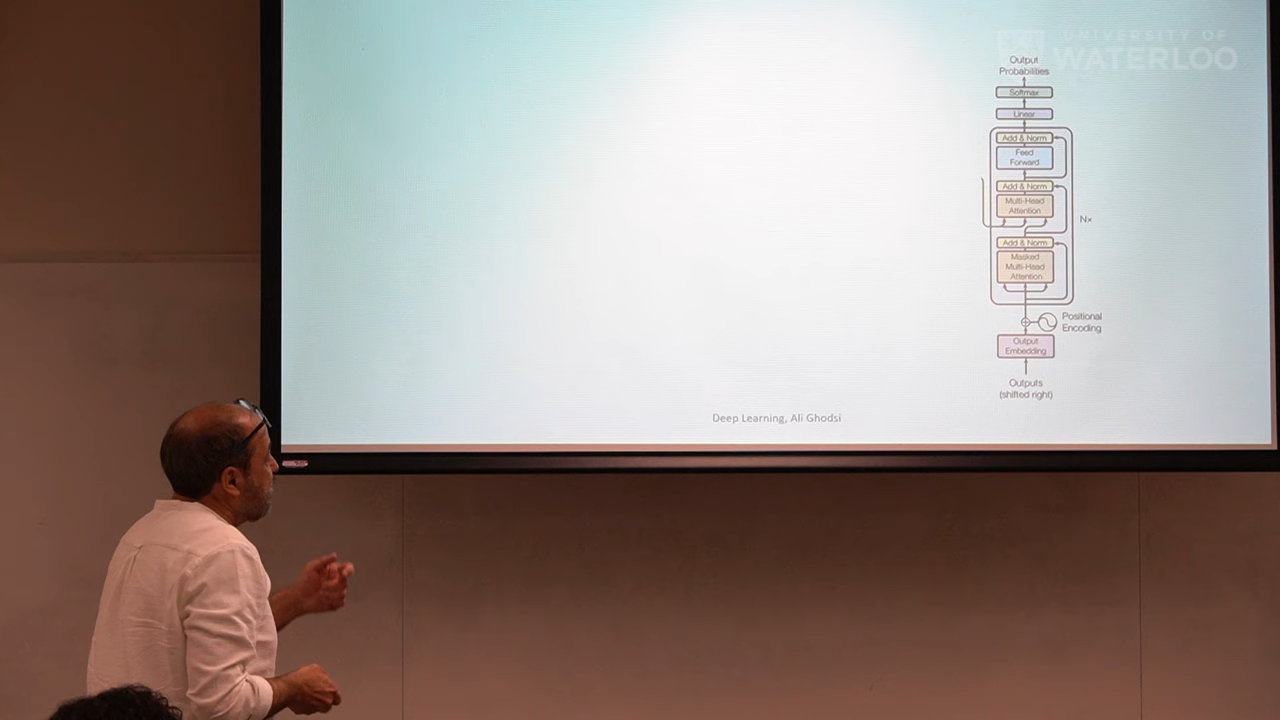 UNIVERSITY OF
WATERLOO
Output
Probabilities
Softmax
Linear
Add & Norm
Feed
Forward
Add & Norm
Multi-Head
Attention
N×
Add & Norm
Masked
Multi-Head
Attention
Positional
Encoding
Output
Embedding
Outputs
(shifted right)
Deep Learning, Ali Ghodsi